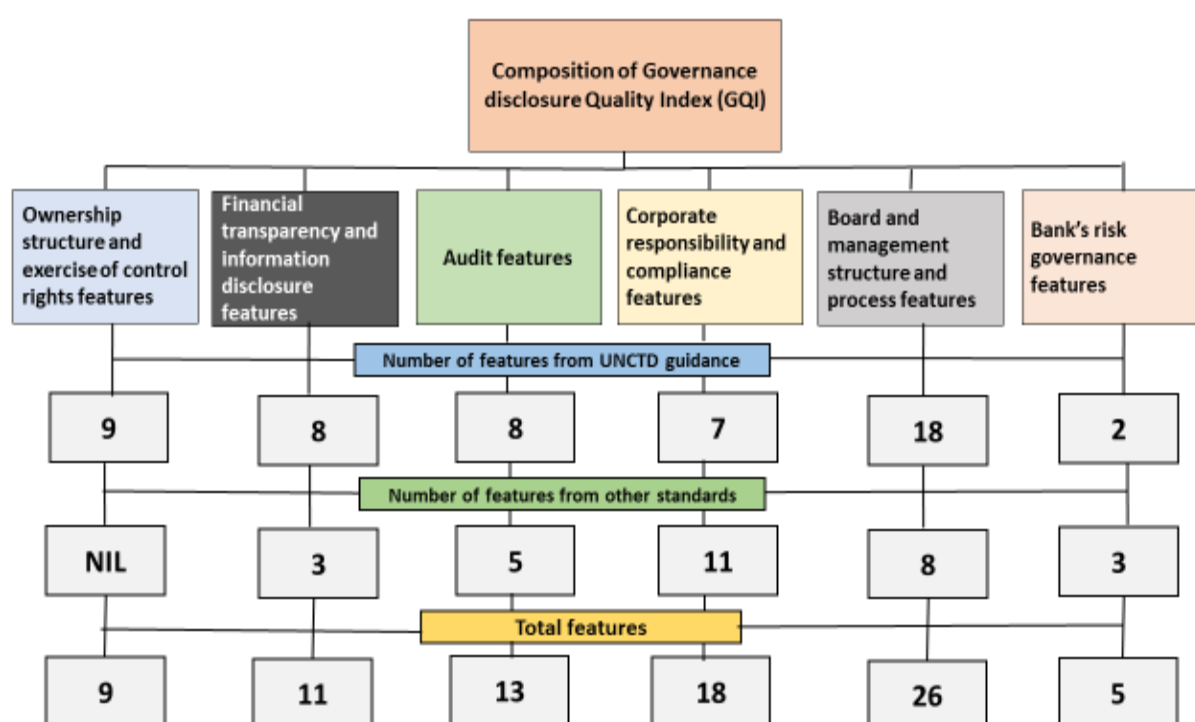 Composition of Governance
disclosure Quality Index (GQI)
Ownership
structure and
exercise of control
rights features
Financial
transparency and
information
disclosure
features
Audit features
Corporate
responsibility and
compliance
features
Board and
management
structure and
process features
Bank's risk
governance
features
Number of features from UNCTD guidance
9
8
8
7
18
2
Number of features from other standards
NIL
3
5
11
8
3
Total features
9
11
13
18
26
5